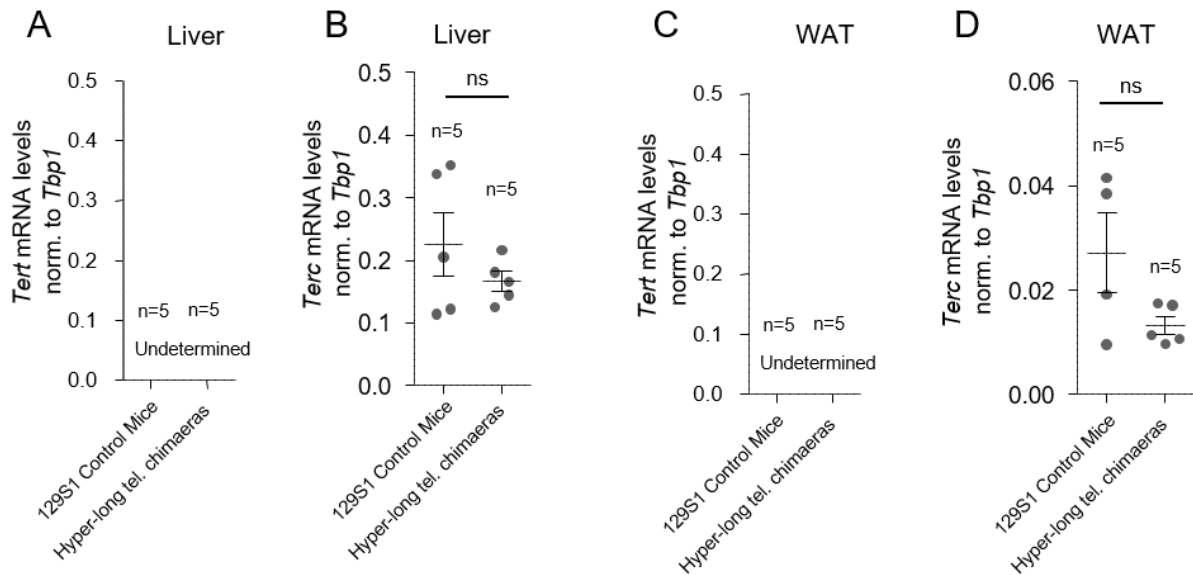 A
Liver
Tert mRNA levels
norm. to Tbp1
0.5
0.4
0.3
0.2
0.1
0.0
n=5 n=5
Undetermined
129S1 Control Mice
Hyper-long tel. chimaeras
B
Liver
Terc mRNA levels
norm. to Tbp1
0.5
0.4
0.3
0.2
0.1
0.0
ns
n=5
n=5
129S1 Control Mice
Hyper-long tel. chimaeras
C
WAT
Tert mRNA levels
norm. to Tbp1
0.5
0.4
0.3
0.2
0.1
0.0
n=5 n=5
Undetermined
129S1 Control Mice
Hyper-long tel. chimaeras
D
WAT
Terc mRNA levels
norm. to Tbp1
0.06
0.04
0.02
0.00
ns
n=5
n=5
129S1 Control Mice
Hyper-long tel. chimaeras